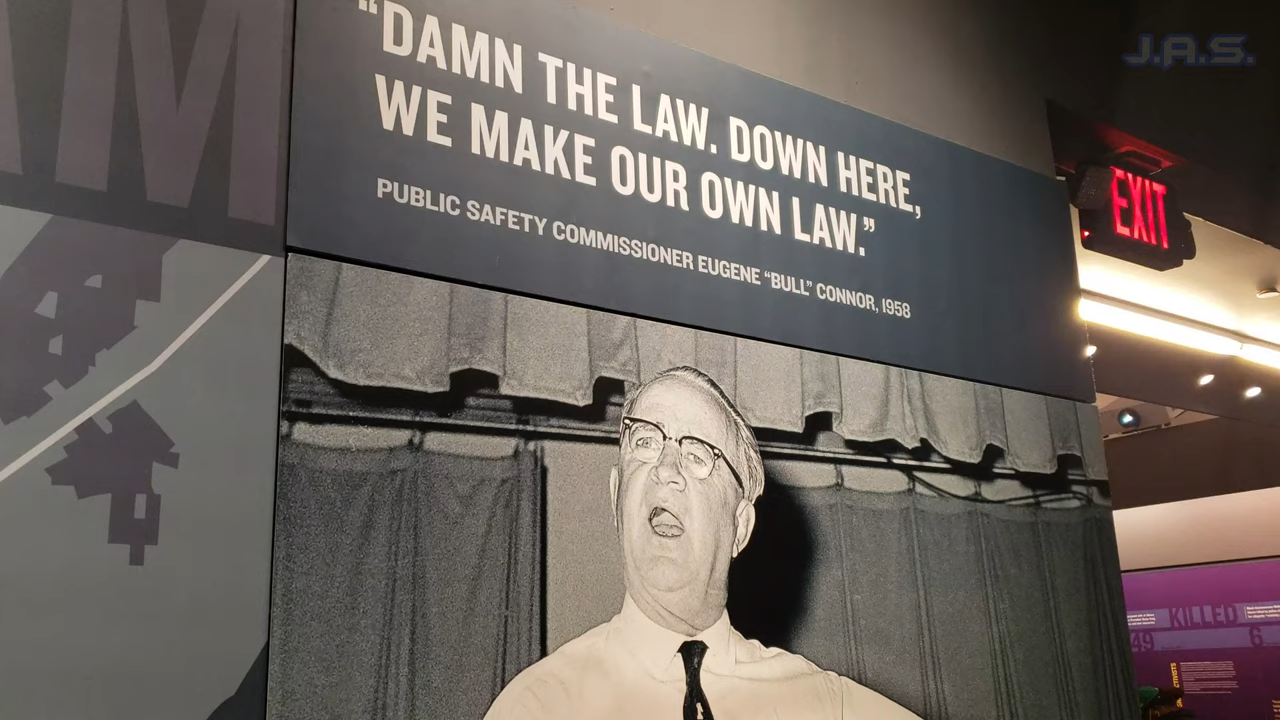 AM
“DAMN THE LAW. DOWN HERE,
WE MAKE OUR OWN LAW.”
PUBLIC SAFETY COMMISSIONER EUGENE “BULL” CONNOR, 1958
J.A.S.
EXIT
KILLED
49
6